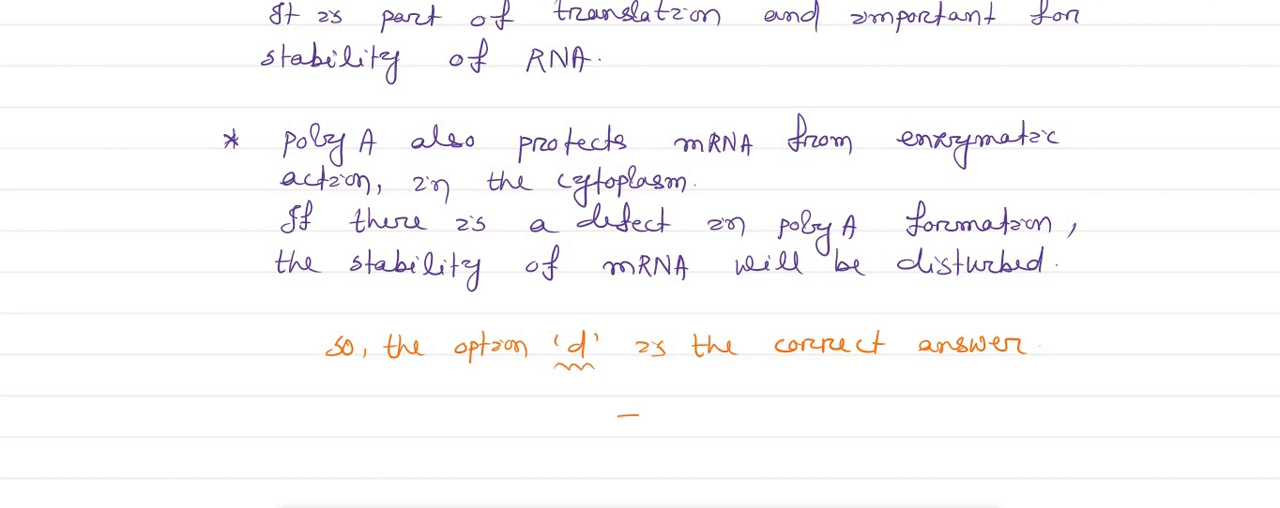 It is part of translation and important for
stability of RNA.
* poly A also protects mRNA from enzymatic
action, in the cytoplasm.
If there is a defect in poly A formation,
the stability of mRNA will be disturbed.
so, the option 'd' is the correct answer.